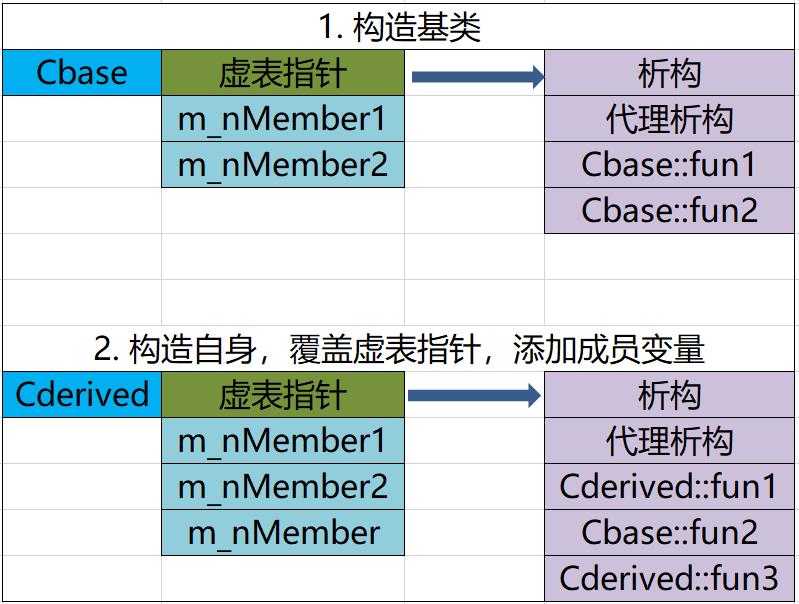 1. 构造基类
Cbase 虚表指针 析构
m_nMember1 代理析构
m_nMember2 Cbase::fun1
Cbase::fun2
2. 构造自身，覆盖虚表指针，添加成员变量
Cderived 虚表指针 析构
m_nMember1 代理析构
m_nMember2 Cderived::fun1
m_nMember Cbase::fun2
Cderived::fun3